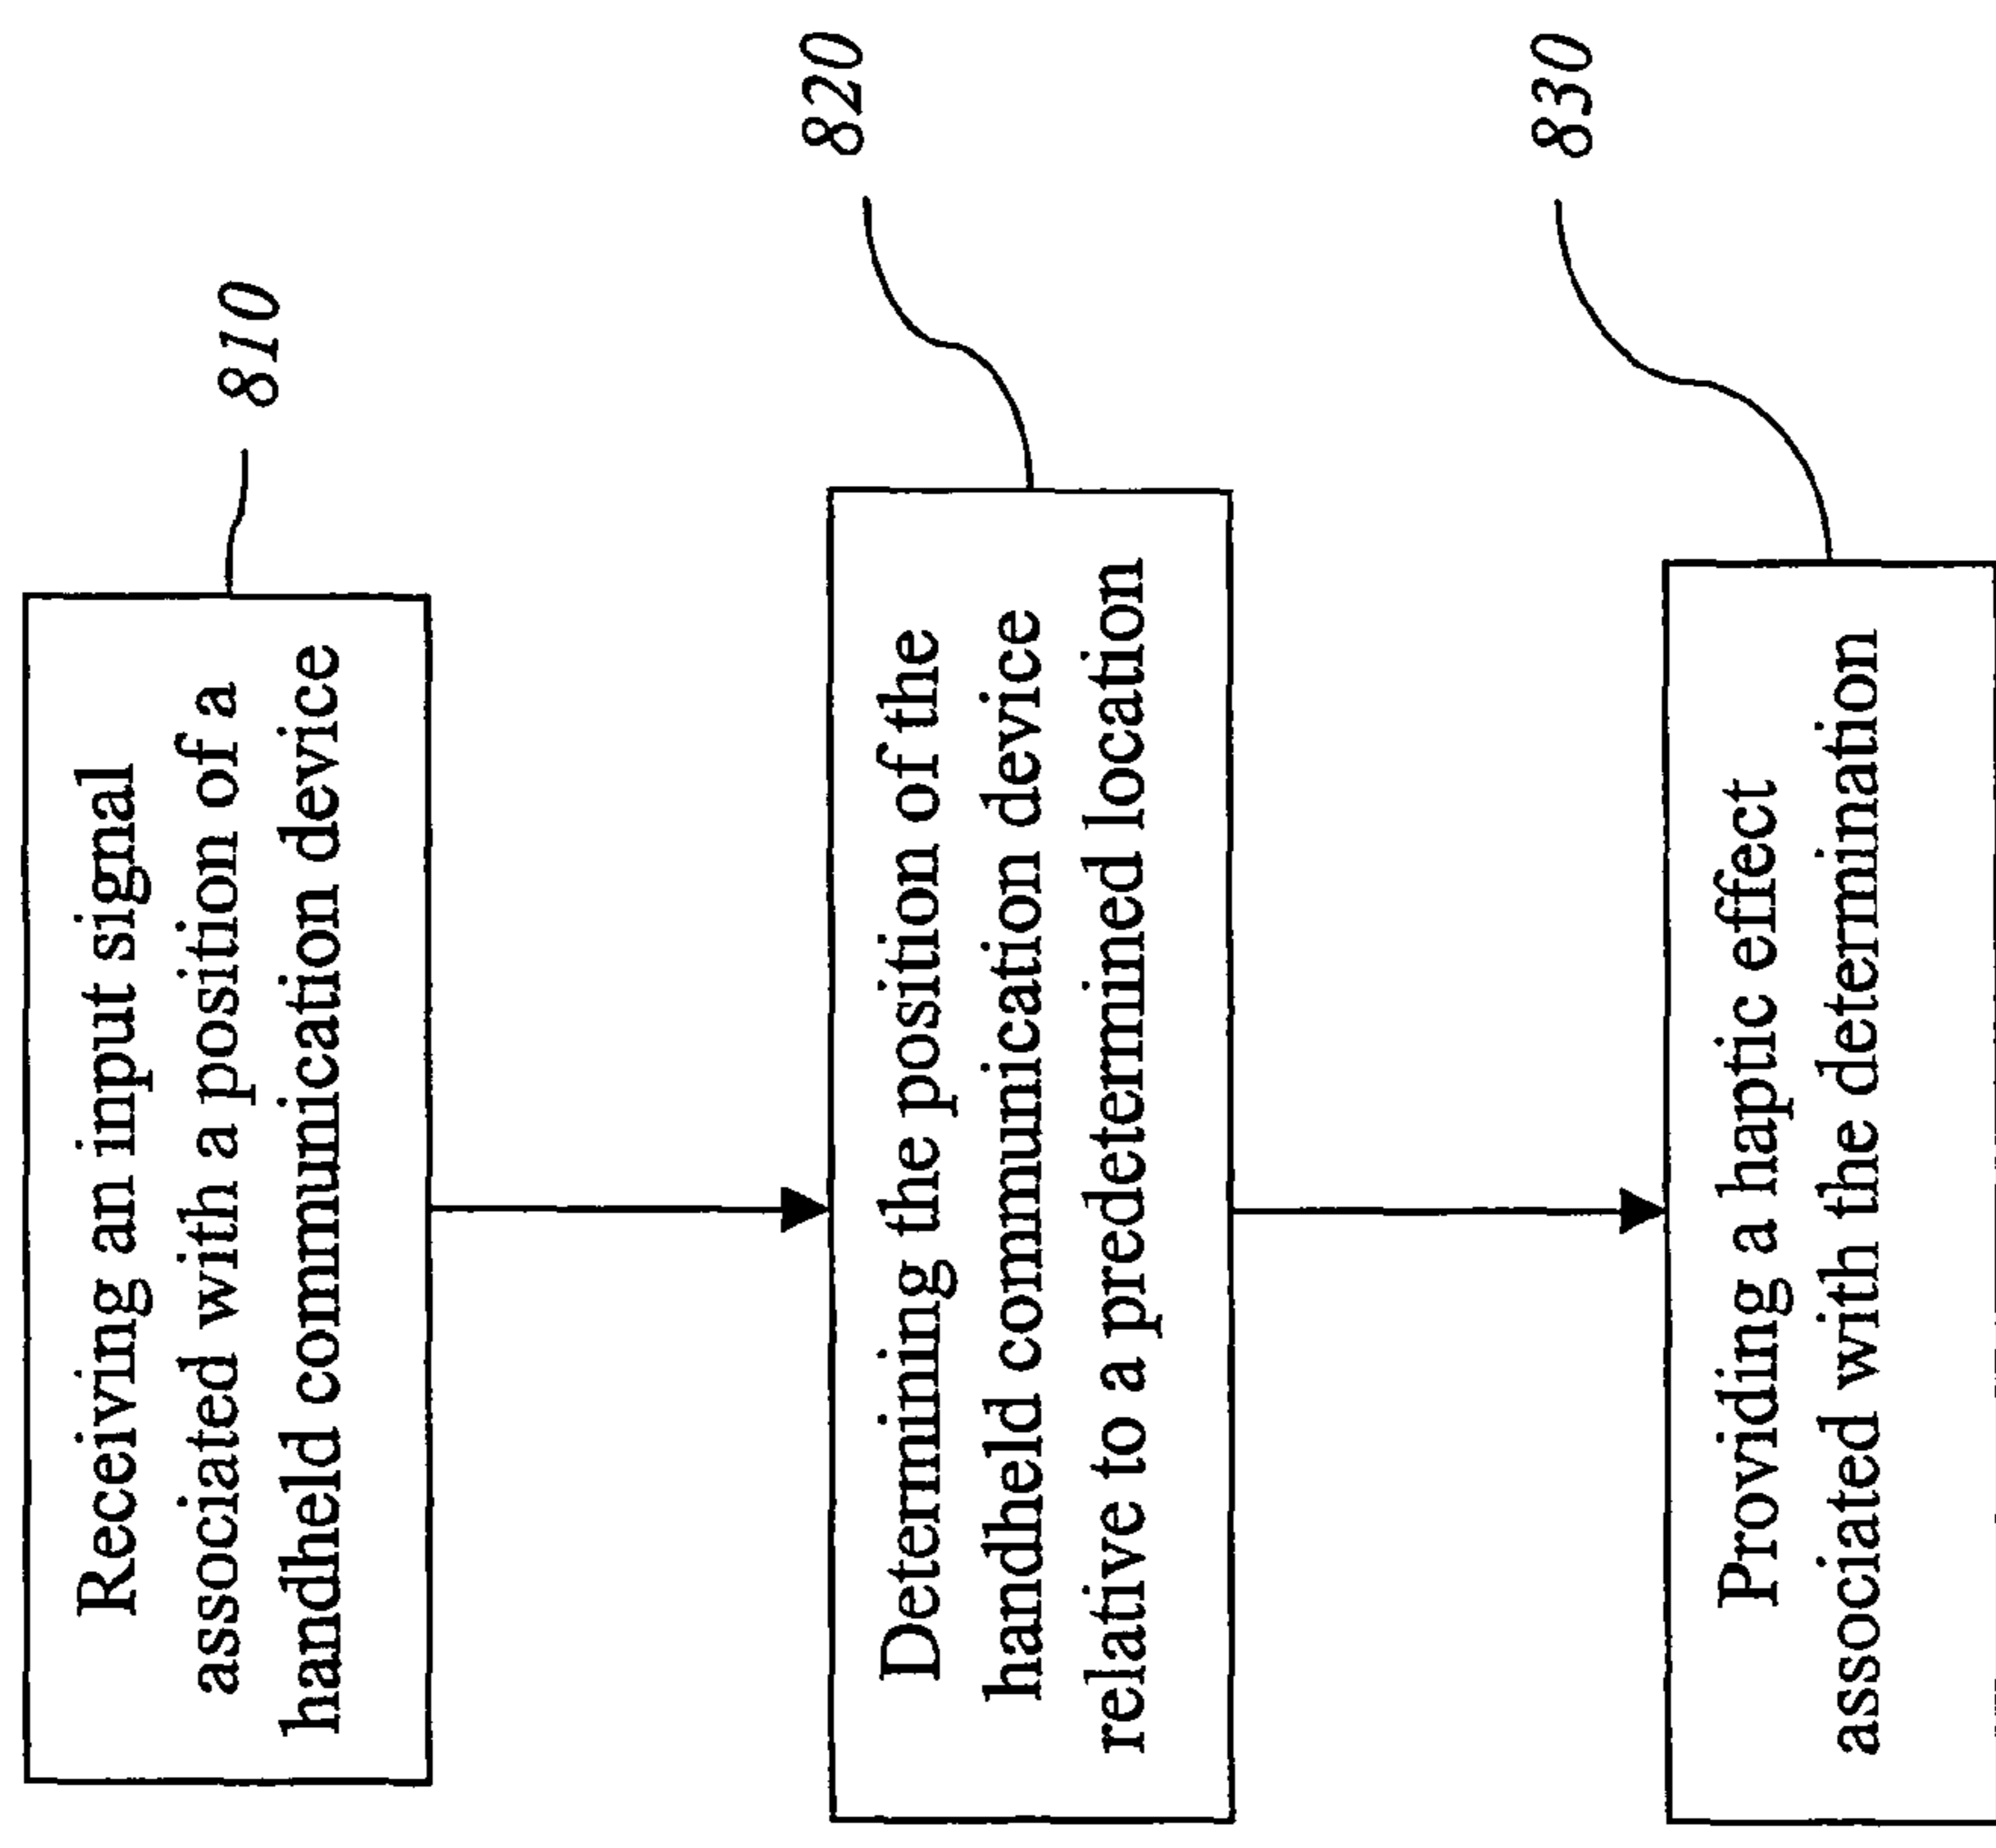 Receiving an input signal
associated with a position of a
handheld communication device
810
Determining the position of the
handheld communication device
relative to a predetermined location
820
Providing a haptic effect
associated with the determination
830